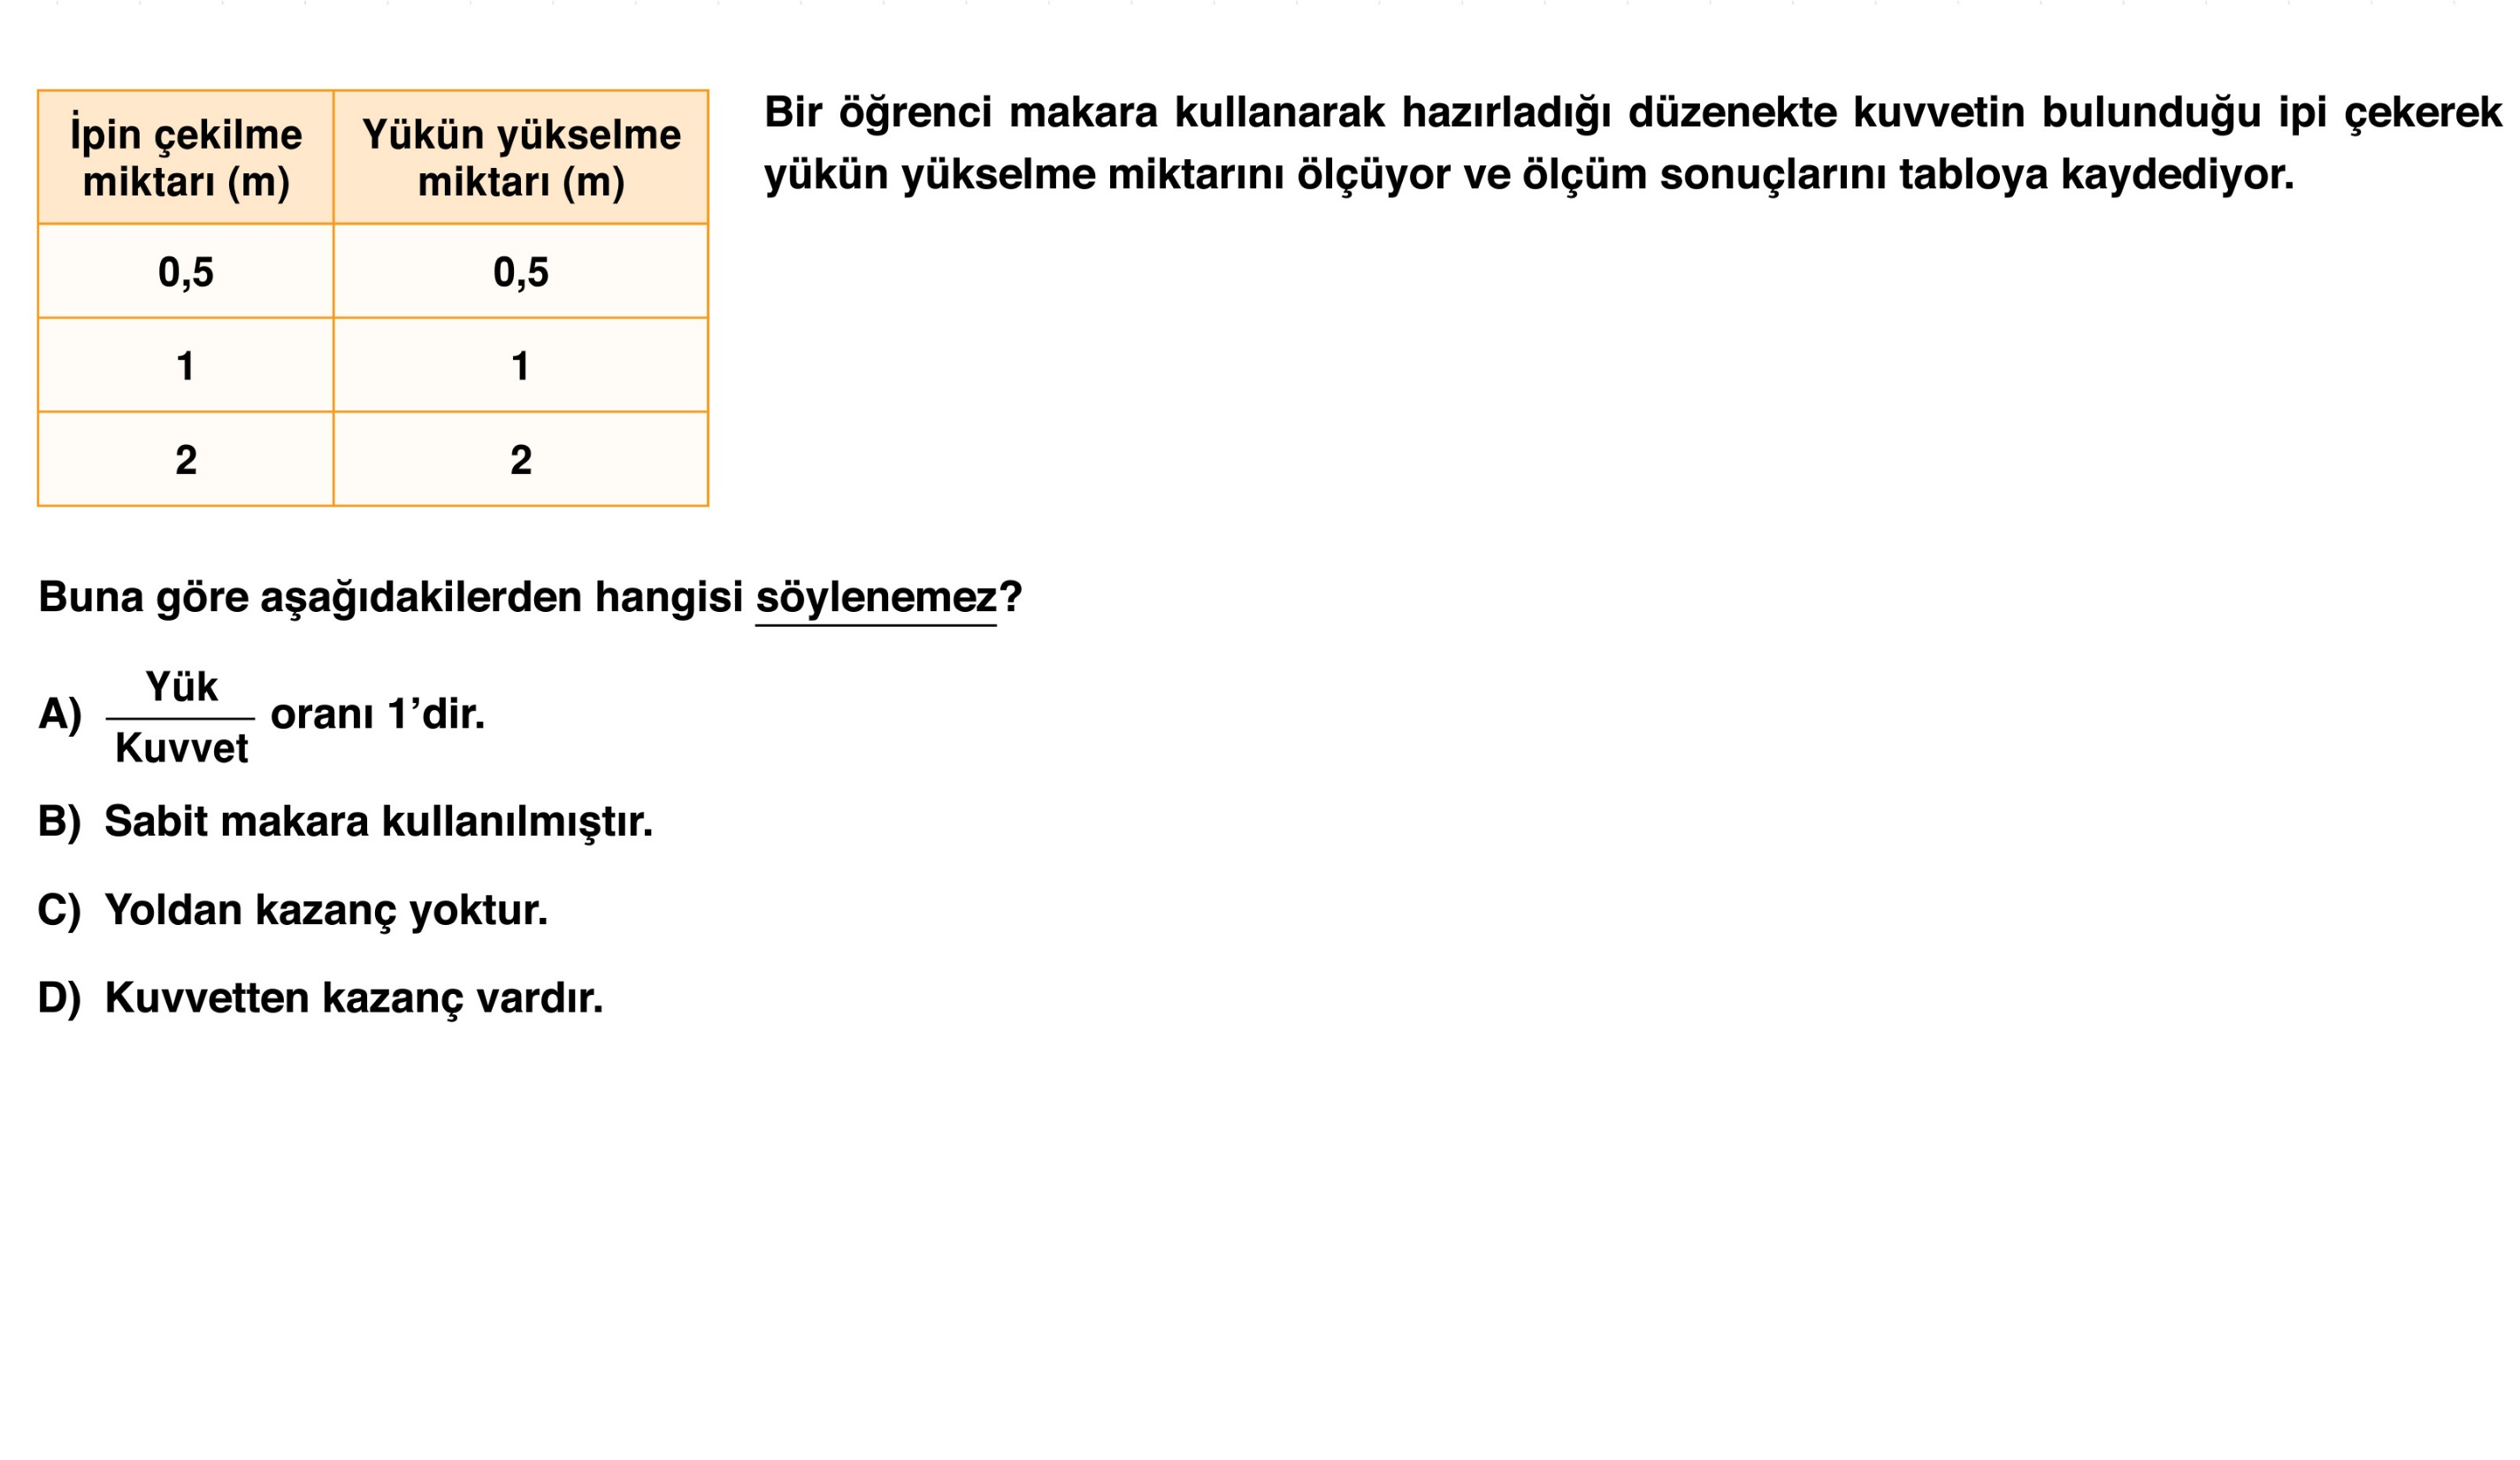 İpin çekilme miktarı (m) Yükün yükselme miktarı (m)
0,5 0,5
1 1
2 2
Bir öğrenci makara kullanarak hazırladığı düzenekte kuvvetin bulunduğu ipi çekerek
yükün yükselme miktarını ölçüyor ve ölçüm sonuçlarını tabloya kaydediyor.
Buna göre aşağıdakilerden hangisi söylenemez?
A) Yük / Kuvvet oranı 1’dir.
B) Sabit makara kullanılmıştır.
C) Yoldan kazanç yoktur.
D) Kuvvetten kazanç vardır.